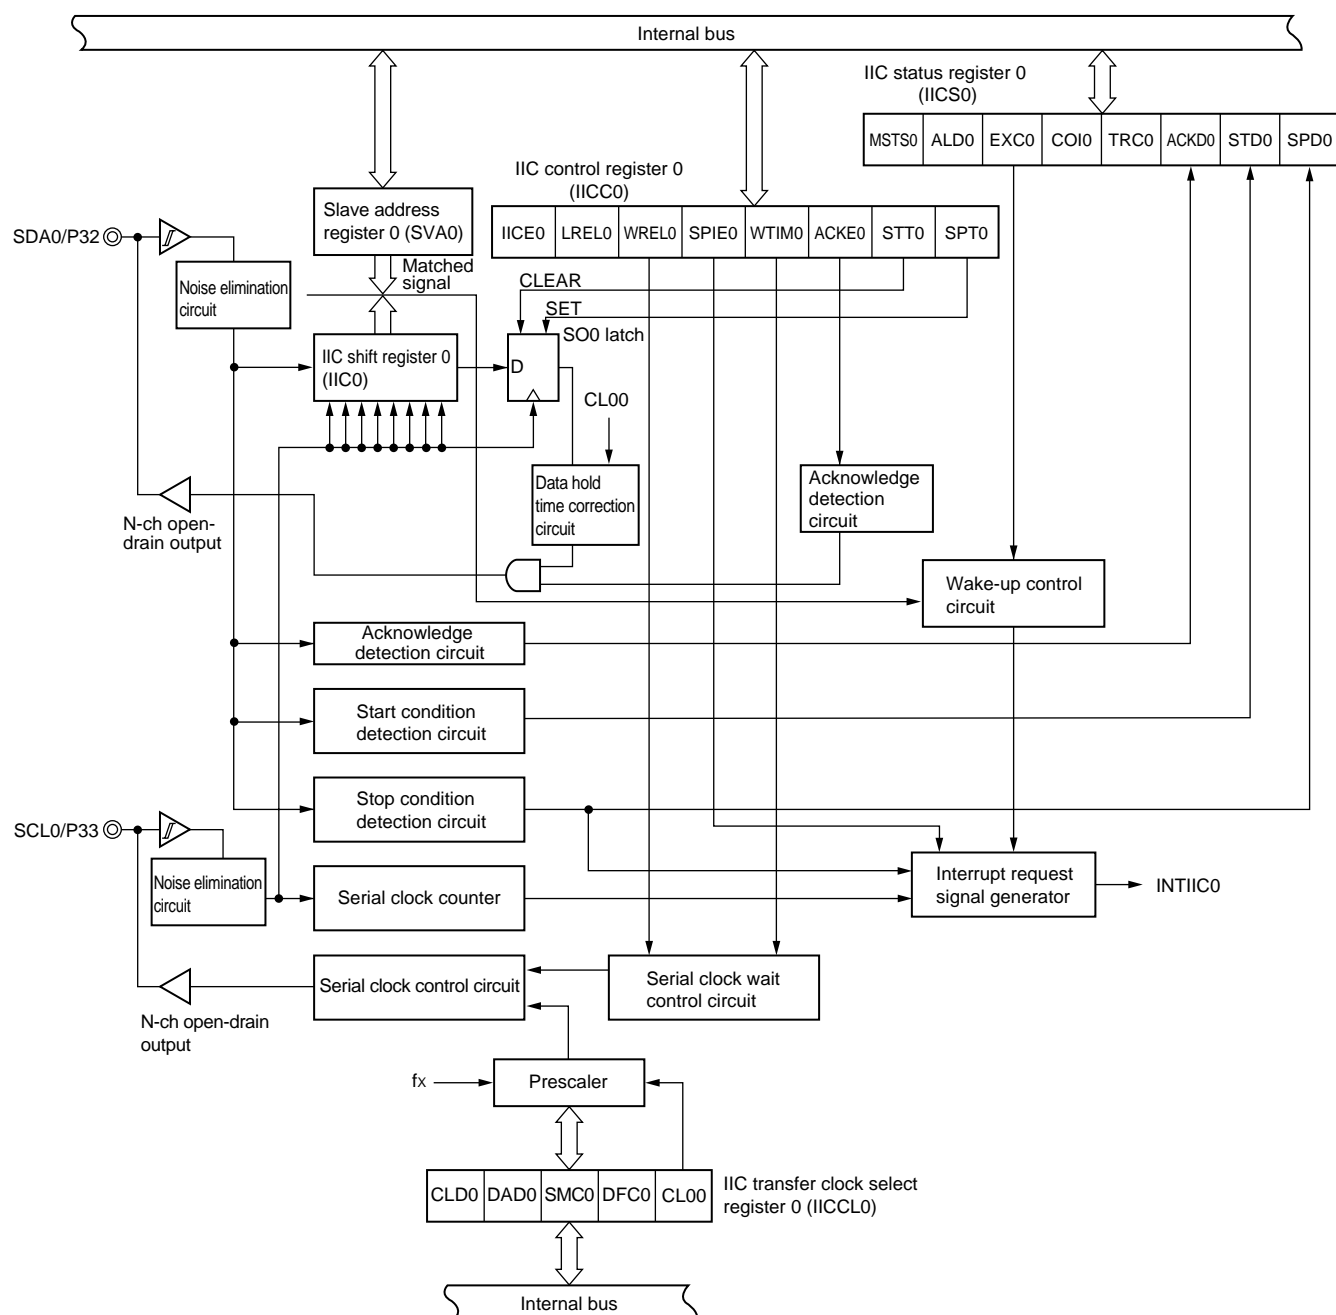 Internal bus
IIC status register 0
(IICS0)
MSTS0 ALD0 EXC0 COI0 TRC0 ACKD0 STD0 SPD0
IIC control register 0
(IICC0)
IICE0 LREL0 WREL0 SPIE0 WTIM0 ACKE0 STT0 SPT0
Slave address
register 0 (SVA0)
SDA0/P32
Noise elimination
circuit
Matched
signal
CLEAR
SET
SO0 latch
IIC shift register 0
(IIC0)
D
CL00
Data hold
time correction
circuit
Acknowledge
detection
circuit
N-ch open-
drain output
Wake-up control
circuit
Acknowledge
detection circuit
Start condition
detection circuit
Stop condition
detection circuit
SCL0/P33
Noise elimination
circuit
Serial clock counter
Interrupt request
signal generator
INTIIC0
Serial clock control circuit
Serial clock wait
control circuit
N-ch open-drain
output
fx
Prescaler
CLD0 DAD0 SMC0 DFC0 CL00
IIC transfer clock select
register 0 (IICCL0)
Internal bus